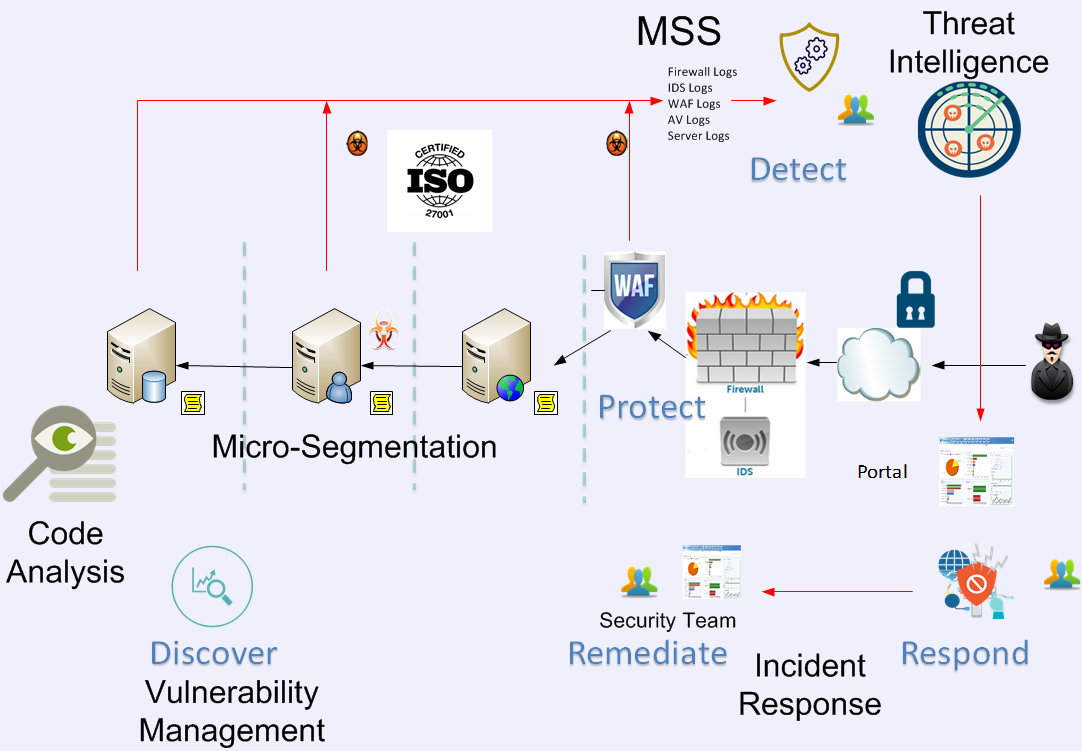 MSS
Threat
Intelligence
Firewall Logs
IDS Logs
WAF Logs
AV Logs
Server Logs
Detect
CERTIFIED
ISO
27001
WAF
Firewall
Protect
IDS
Micro-Segmentation
Portal
Code
Analysis
Security Team
Discover
Remediate
Respond
Vulnerability
Management
Incident
Response